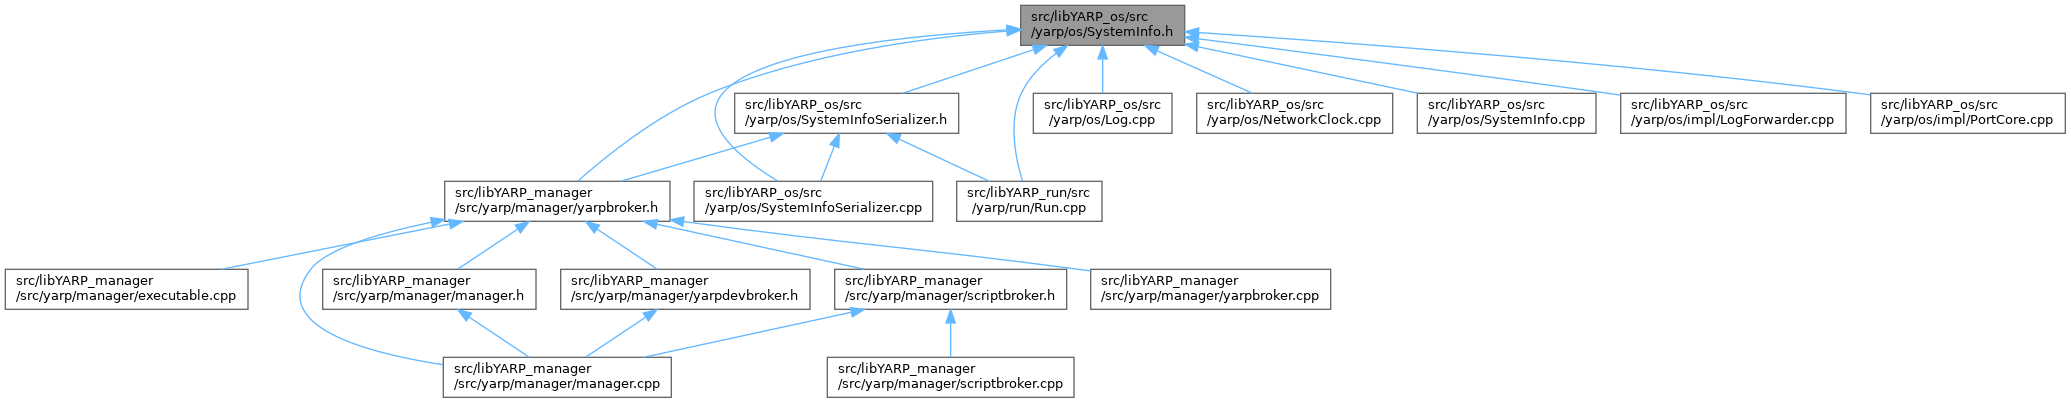 src/libYARP_os/src
/yarp/os/SystemInfo.h
src/libYARP_os/src
/yarp/os/SystemInfoSerializer.h
src/libYARP_os/src
/yarp/os/Log.cpp
src/libYARP_os/src
/yarp/os/NetworkClock.cpp
src/libYARP_os/src
/yarp/os/SystemInfo.cpp
src/libYARP_os/src
/yarp/os/impl/LogForwarder.cpp
src/libYARP_os/src
/yarp/os/impl/PortCore.cpp
src/libYARP_manager
/src/yarp/manager/yarpbroker.h
src/libYARP_os/src
/yarp/os/SystemInfoSerializer.cpp
src/libYARP_run/src
/yarp/run/Run.cpp
src/libYARP_manager
/src/yarp/manager/executable.cpp
src/libYARP_manager
/src/yarp/manager/manager.h
src/libYARP_manager
/src/yarp/manager/yarpdevbroker.h
src/libYARP_manager
/src/yarp/manager/scriptbroker.h
src/libYARP_manager
/src/yarp/manager/yarpbroker.cpp
src/libYARP_manager
/src/yarp/manager/manager.cpp
src/libYARP_manager
/src/yarp/manager/scriptbroker.cpp